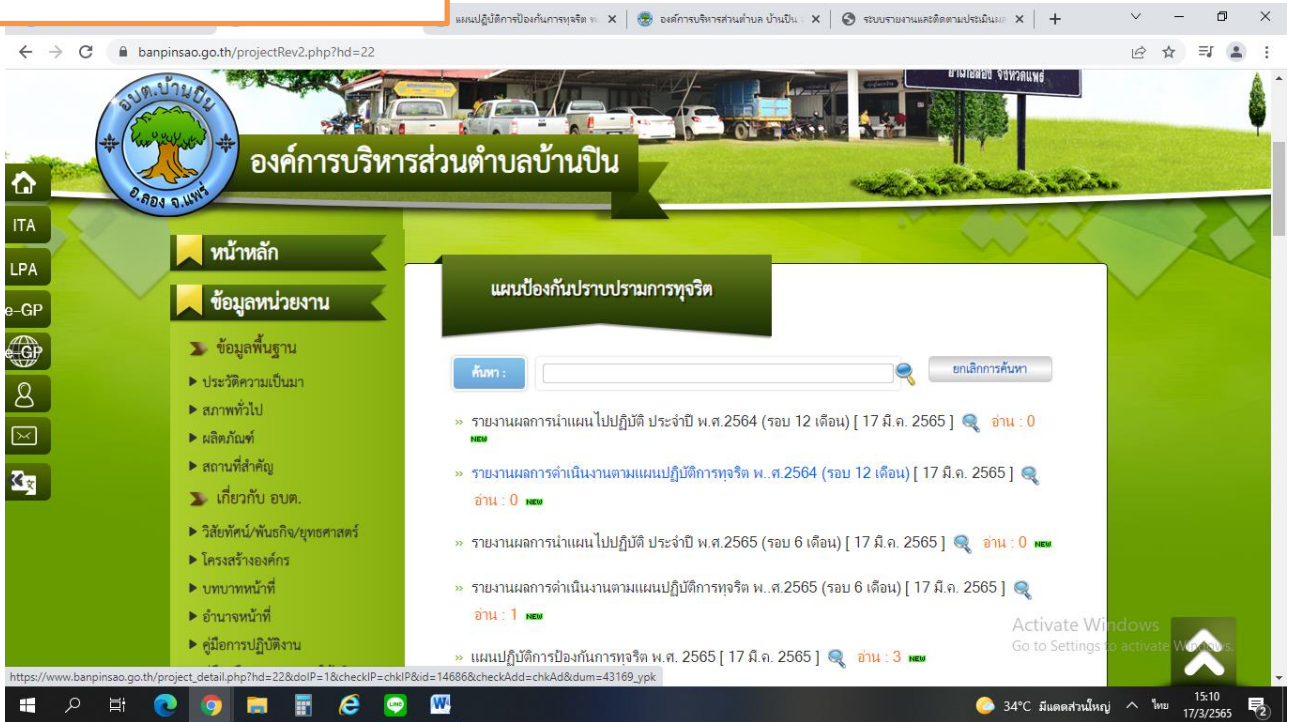 แผนปฏิบัติการป้องกันการทุจริต พ.
องค์การบริหารส่วนตำบล บ้านปิน
ระบบรายงานและติดตามประเมินผล
banpinsao.go.th/projectRev2.php?hd=22
อบต.บ้านปิน
อ.ลอง จ.แพร่
องค์การบริหารส่วนตำบลบ้านปิน
ITA
LPA
e-GP
e-GP
หน้าหลัก
ข้อมูลหน่วยงาน
ข้อมูลพื้นฐาน
ประวัติความเป็นมา
สภาพทั่วไป
ผลิตภัณฑ์
สถานที่สำคัญ
เกี่ยวกับ อบต.
วิสัยทัศน์/พันธกิจ/ยุทธศาสตร์
โครงสร้างองค์กร
บทบาทหน้าที่
อำนาจหน้าที่
คู่มือการปฏิบัติงาน
แผนป้องกันปราบปรามการทุจริต
ค้นหา :
ยกเลิกการค้นหา
» รายงานผลการนำแผนไปปฏิบัติ ประจำปี พ.ศ.2564 (รอบ 12 เดือน) [ 17 มี.ค. 2565 ] อ่าน : 0
NEW
» รายงานผลการดำเนินงานตามแผนปฏิบัติการทุจริต พ..ศ.2564 (รอบ 12 เดือน) [ 17 มี.ค. 2565 ]
อ่าน : 0 NEW
» รายงานผลการนำแผนไปปฏิบัติ ประจำปี พ.ศ.2565 (รอบ 6 เดือน) [ 17 มี.ค. 2565 ] อ่าน : 0 NEW
» รายงานผลการดำเนินงานตามแผนปฏิบัติการทุจริต พ..ศ.2565 (รอบ 6 เดือน) [ 17 มี.ค. 2565 ]
อ่าน : 1 NEW
» แผนปฏิบัติการป้องกันการทุจริต พ.ศ. 2565 [ 17 มี.ค. 2565 ] อ่าน : 3 NEW
Activate Windows
Go to Settings to activate Windows.
https://www.banpinsao.go.th/project_detail.php?hd=22&dolP=1&checkIP=chkIP&id=14686&checkAdd=chkAd&dum=43169_ypk
34°C มีแดดส่วนใหญ่
ไทย
15:10
17/3/2565